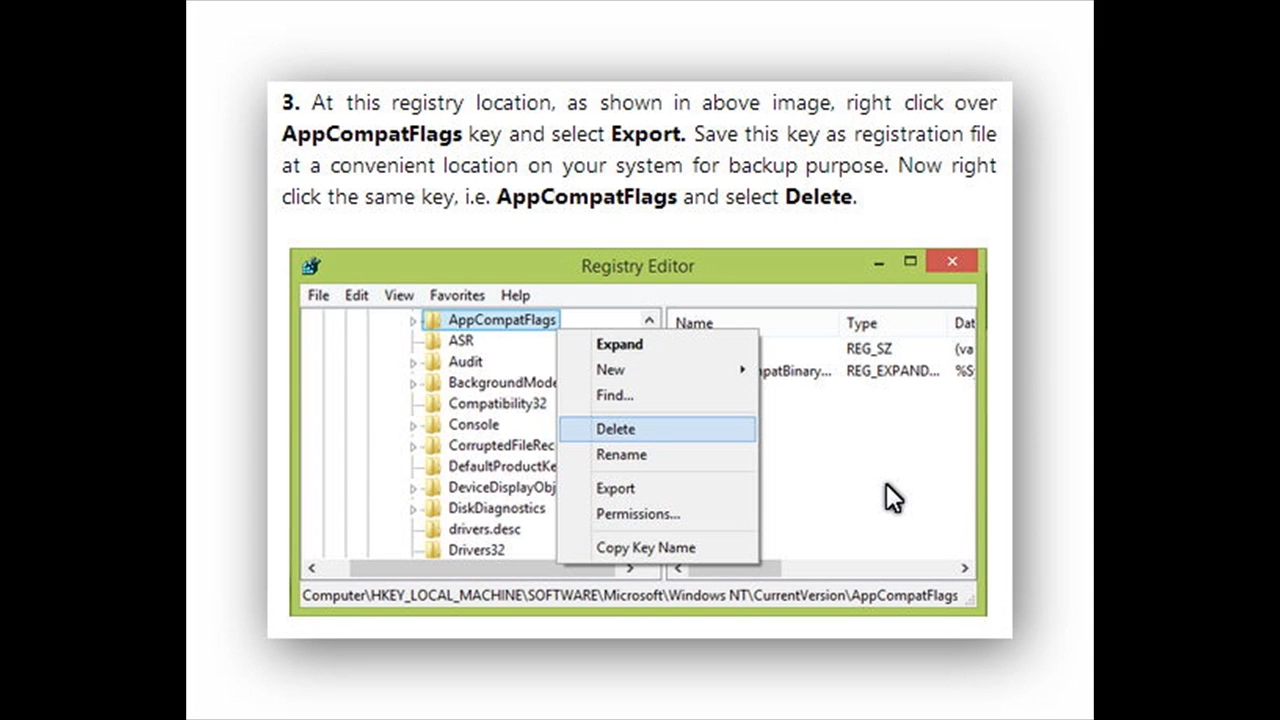 3. At this registry location, as shown in above image, right click over
AppCompatFlags key and select Export. Save this key as registration file
at a convenient location on your system for backup purpose. Now right
click the same key, i.e. AppCompatFlags and select Delete.
Registry Editor
File Edit View Favorites Help
AppCompatFlags
ASR
Audit
BackgroundMode
Compatibility32
Console
CorruptedFileRec
DefaultProductKe
DeviceDisplayObj
DiskDiagnostics
drivers.desc
Drivers32
Expand
New
Find...
Delete
Rename
Export
Permissions...
Copy Key Name
Name Type Dat
REG_SZ (va
npatBinary... REG_EXPAND... %S
Computer\HKEY_LOCAL_MACHINE\SOFTWARE\Microsoft\Windows NT\CurrentVersion\AppCompatFlags